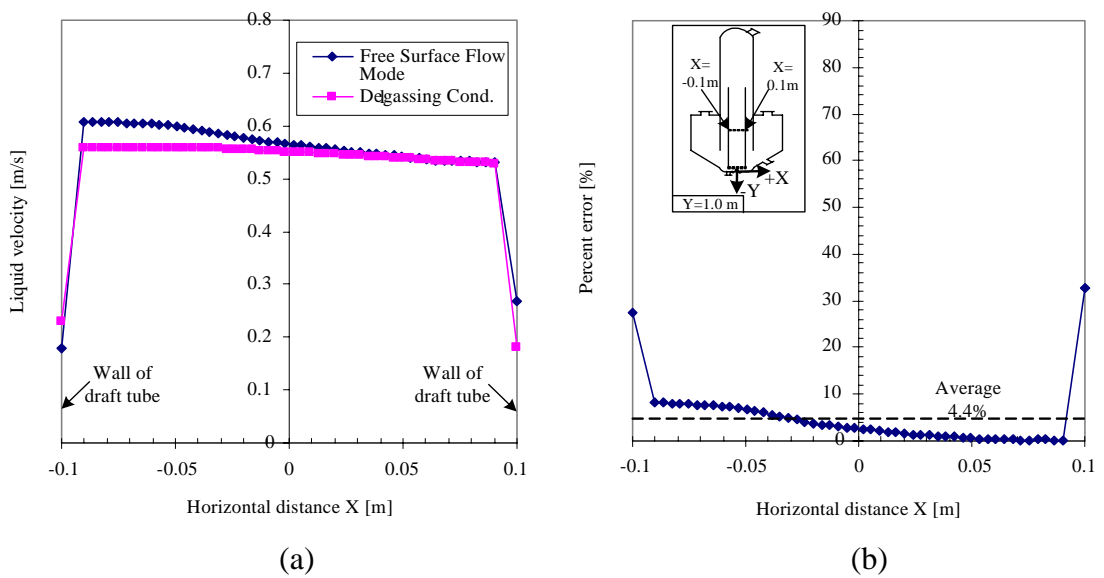 0.8
0.7
0.6
0.5
0.4
0.3
0.2
0.1
0
-0.1
-0.05
0
0.05
0.1
Liquid velocity [m/s]
Horizontal distance X [m]
Free Surface Flow
Mode
Degassing Cond.
Wall of
draft tube
Wall of
draft tube
(a)
90
80
70
60
50
40
30
20
10
0
-0.1
-0.05
0
0.05
0.1
Percent error [%]
Horizontal distance X [m]
X=
-0.1m
X=
0.1m
+X
-Y
Y=1.0 m
Average
4.4%
(b)